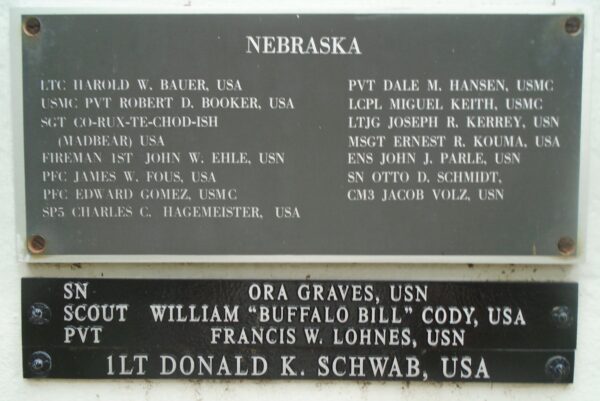 NEBRASKA
LTC HAROLD W. BAUER, USA
USMC PVT ROBERT D. BOOKER, USA
SGT CO-RUX-TE-CHOD-ISH
(MADBEAR) USA
FIREMAN 1ST JOHN W. EHLE, USN
PFC JAMES W. FOUS, USA
PFC EDWARD GOMEZ, USMC
SP5 CHARLES C. HAGEMEISTER, USA
PVT DALE M. HANSEN, USMC
LCPL MIGUEL KEITH, USMC
LTJG JOSEPH R. KERREY, USN
MSGT ERNEST R. KOUMA, USA
ENS JOHN J. PARLE, USN
SN OTTO D. SCHMIDT,
CM3 JACOB VOLZ, USN
SN ORA GRAVES, USN
SCOUT WILLIAM "BUFFALO BILL" CODY, USA
PVT FRANCIS W. LOHNES, USN
1LT DONALD K. SCHWAB, USA